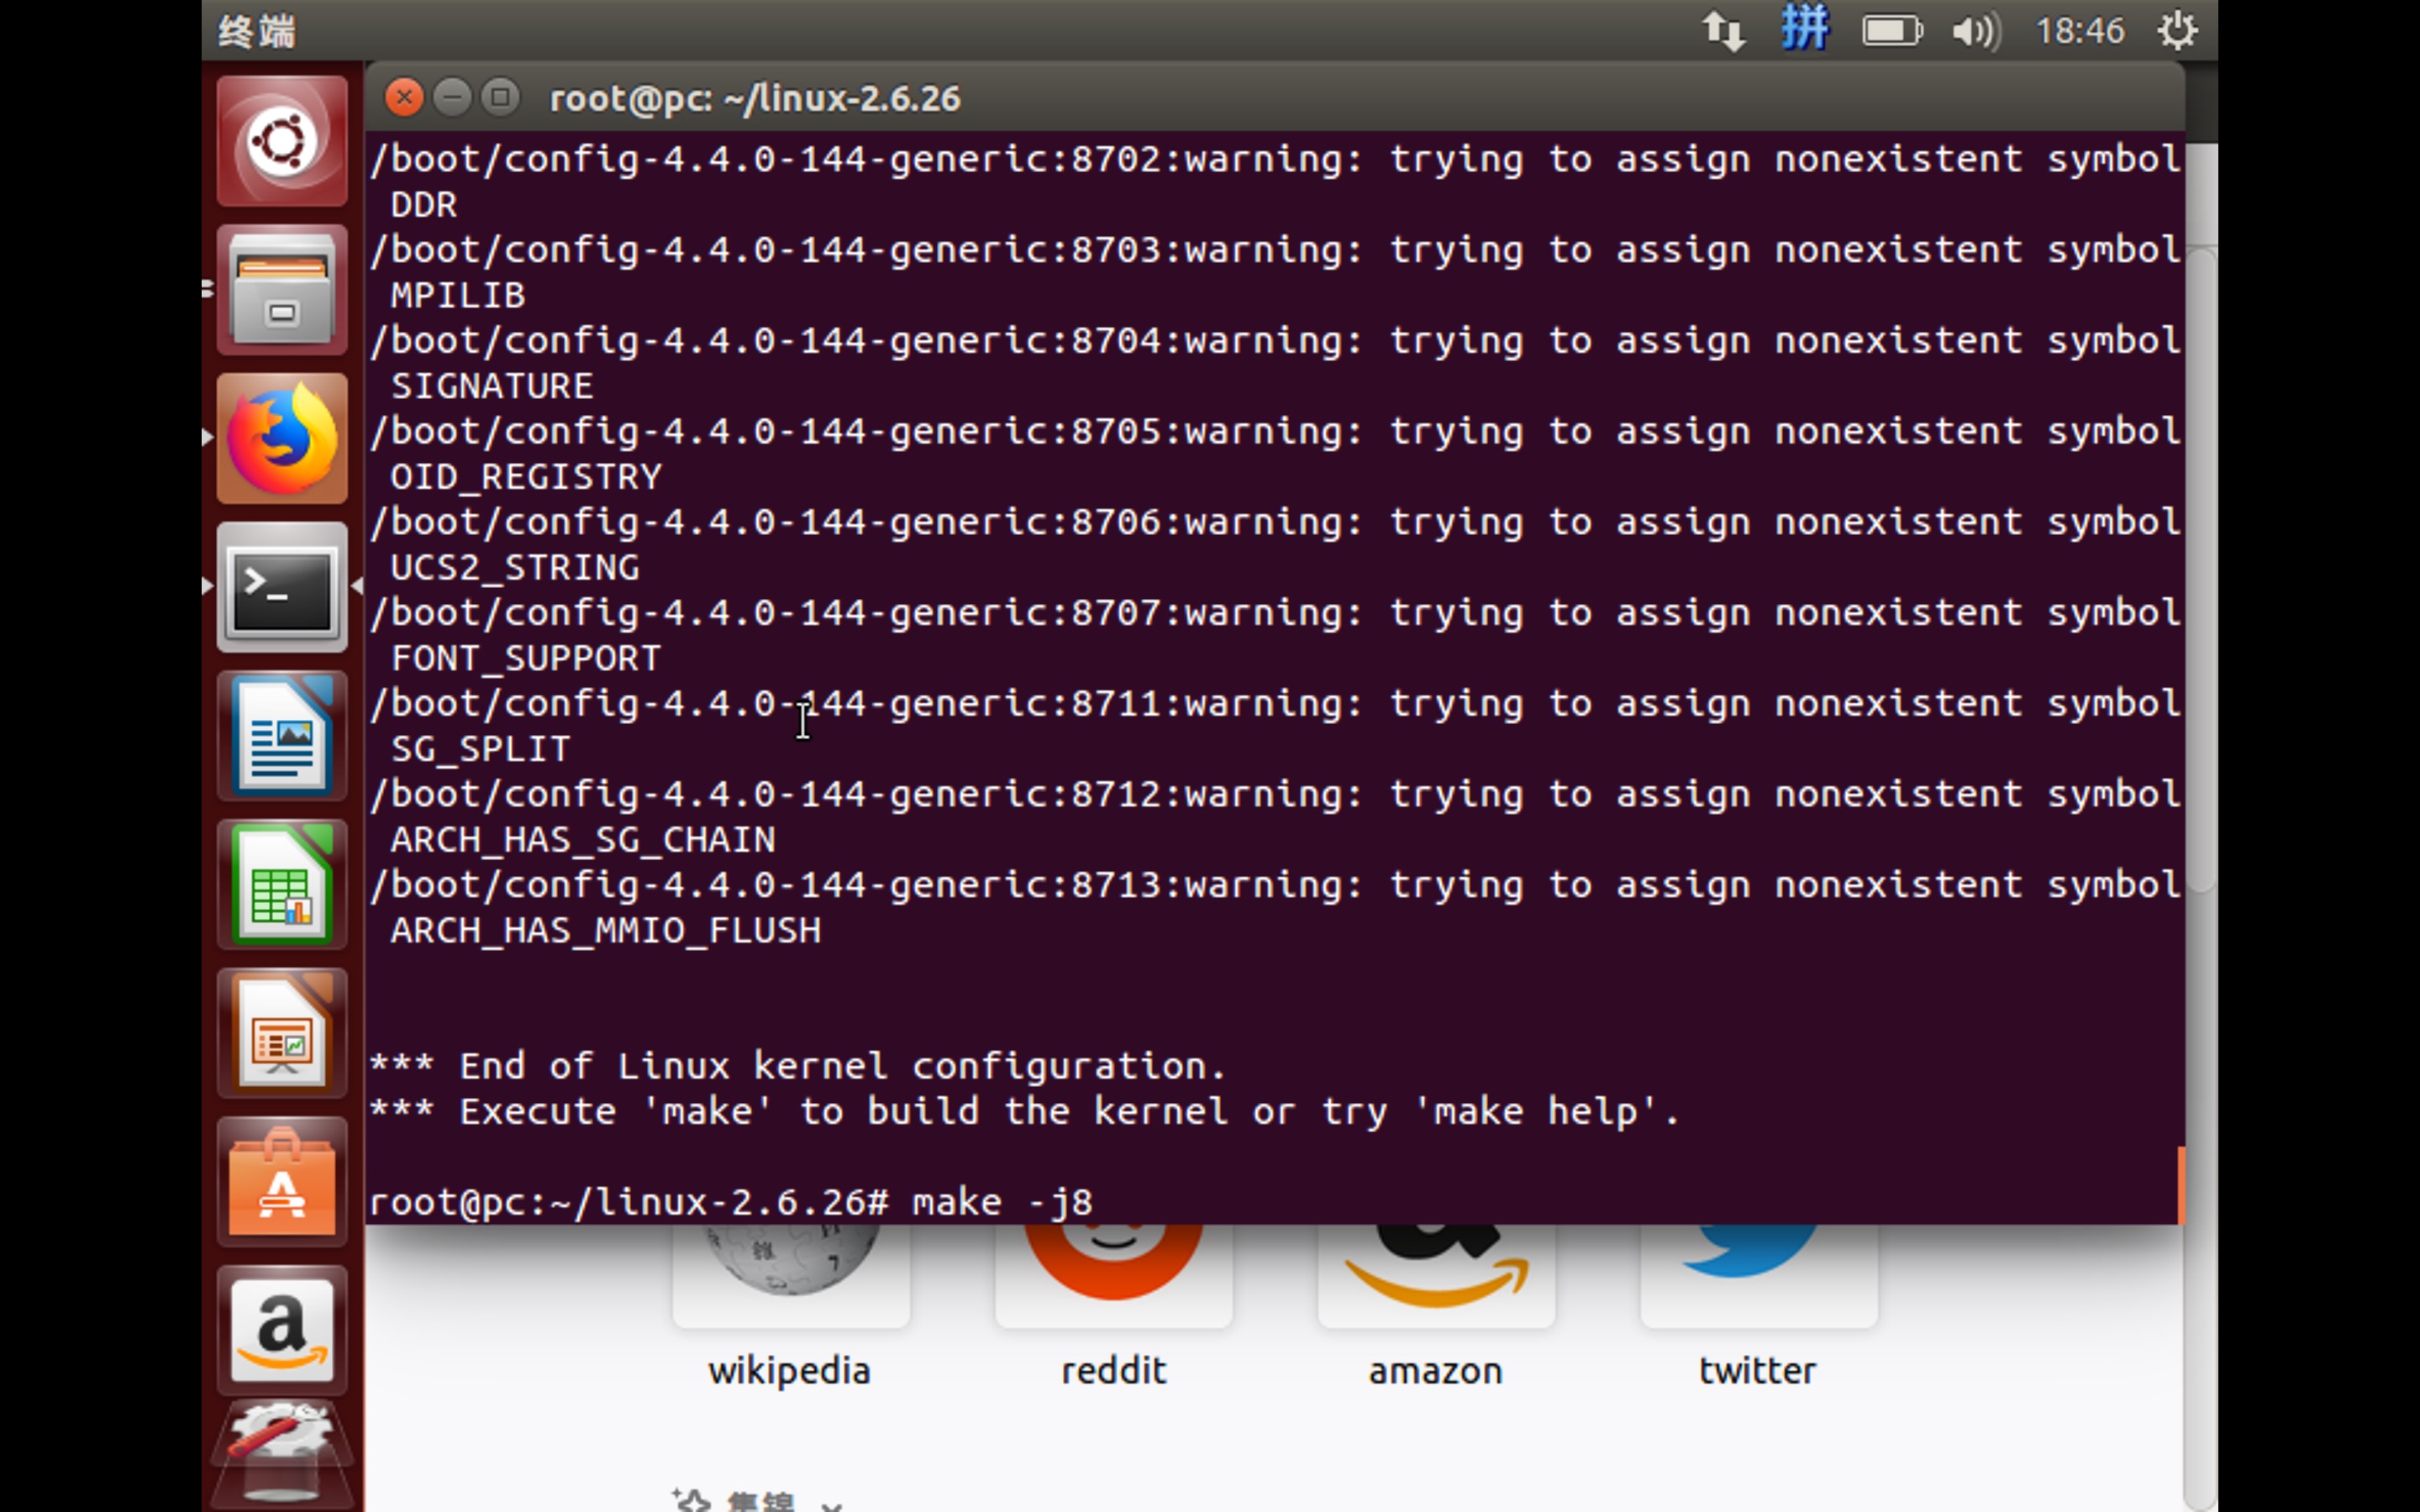 终端
拼
18:46
root@pc: ~/linux-2.6.26
/boot/config-4.4.0-144-generic:8702:warning: trying to assign nonexistent symbol
DDR
/boot/config-4.4.0-144-generic:8703:warning: trying to assign nonexistent symbol
MPILIB
/boot/config-4.4.0-144-generic:8704:warning: trying to assign nonexistent symbol
SIGNATURE
/boot/config-4.4.0-144-generic:8705:warning: trying to assign nonexistent symbol
OID_REGISTRY
/boot/config-4.4.0-144-generic:8706:warning: trying to assign nonexistent symbol
UCS2_STRING
/boot/config-4.4.0-144-generic:8707:warning: trying to assign nonexistent symbol
FONT_SUPPORT
/boot/config-4.4.0-144-generic:8711:warning: trying to assign nonexistent symbol
SG_SPLIT
/boot/config-4.4.0-144-generic:8712:warning: trying to assign nonexistent symbol
ARCH_HAS_SG_CHAIN
/boot/config-4.4.0-144-generic:8713:warning: trying to assign nonexistent symbol
ARCH_HAS_MMIO_FLUSH
*** End of Linux kernel configuration.
*** Execute 'make' to build the kernel or try 'make help'.
root@pc:~/linux-2.6.26# make -j8
wikipedia
reddit
amazon
twitter
集锦